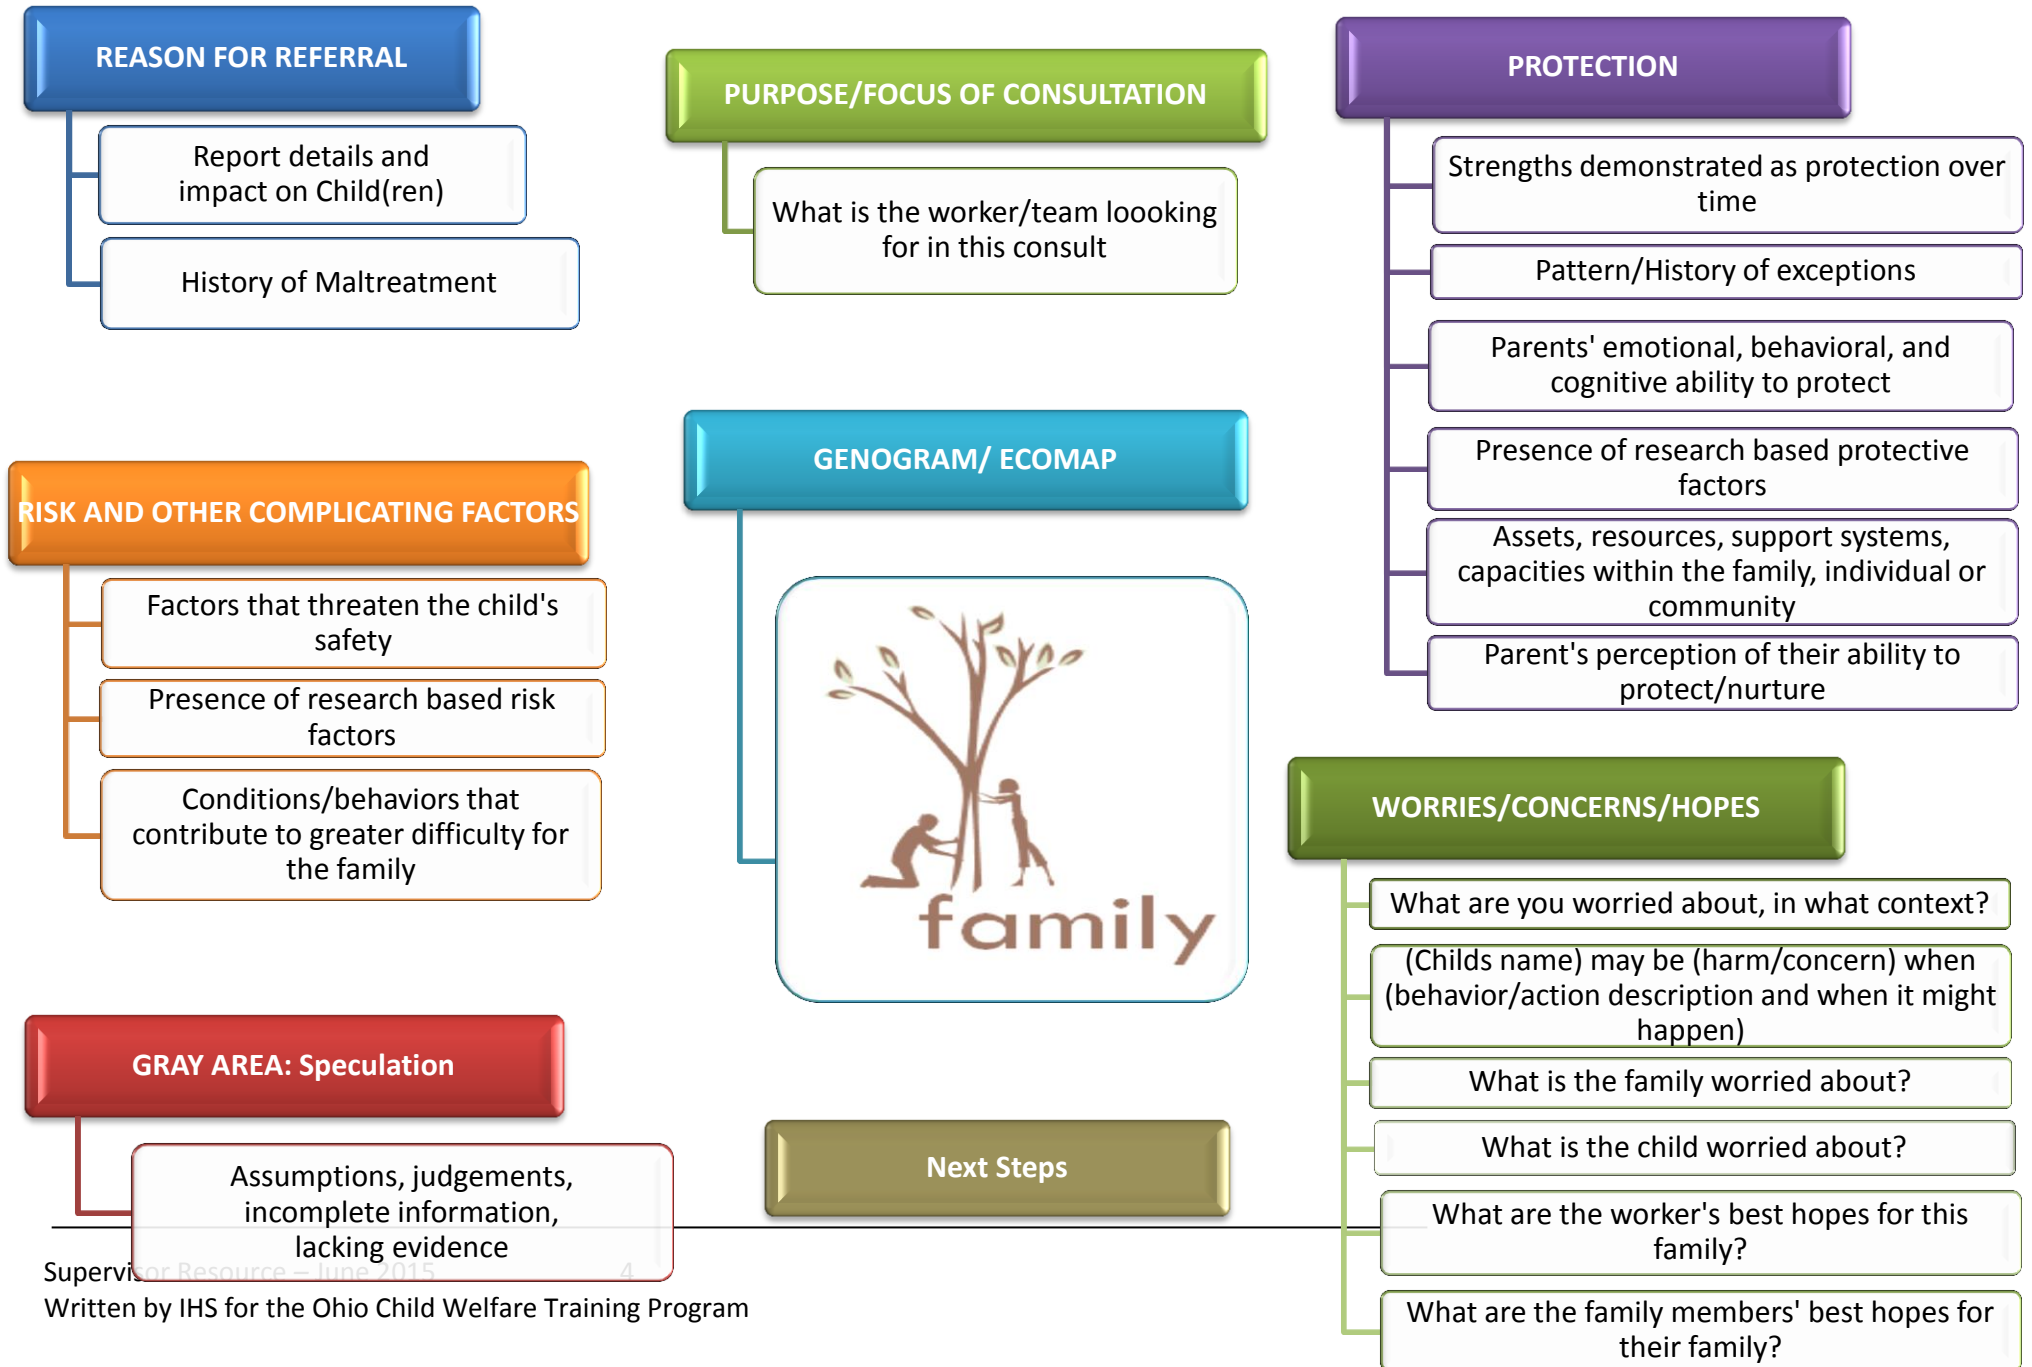 REASON FOR REFERRAL
Report details and
impact on Child(ren)
History of Maltreatment
PURPOSE/FOCUS OF CONSULTATION
What is the worker/team loooking
for in this consult
PROTECTION
Strengths demonstrated as protection over
time
Pattern/History of exceptions
Parents' emotional, behavioral, and
cognitive ability to protect
Presence of research based protective
factors
Assets, resources, support systems,
capacities within the family, individual or
community
Parent's perception of their ability to
protect/nurture
RISK AND OTHER COMPLICATING FACTORS
Factors that threaten the child's
safety
Presence of research based risk
factors
Conditions/behaviors that
contribute to greater difficulty for
the family
GENOGRAM/ ECOMAP
family
WORRIES/CONCERNS/HOPES
What are you worried about, in what context?
(Childs name) may be (harm/concern) when
(behavior/action description and when it might
happen)
What is the family worried about?
What is the child worried about?
What are the worker's best hopes for this
family?
What are the family members' best hopes for
their family?
GRAY AREA: Speculation
Assumptions, judgements,
incomplete information,
lacking evidence
Next Steps
Supervisor Resource – June 2015 4
Written by IHS for the Ohio Child Welfare Training Program